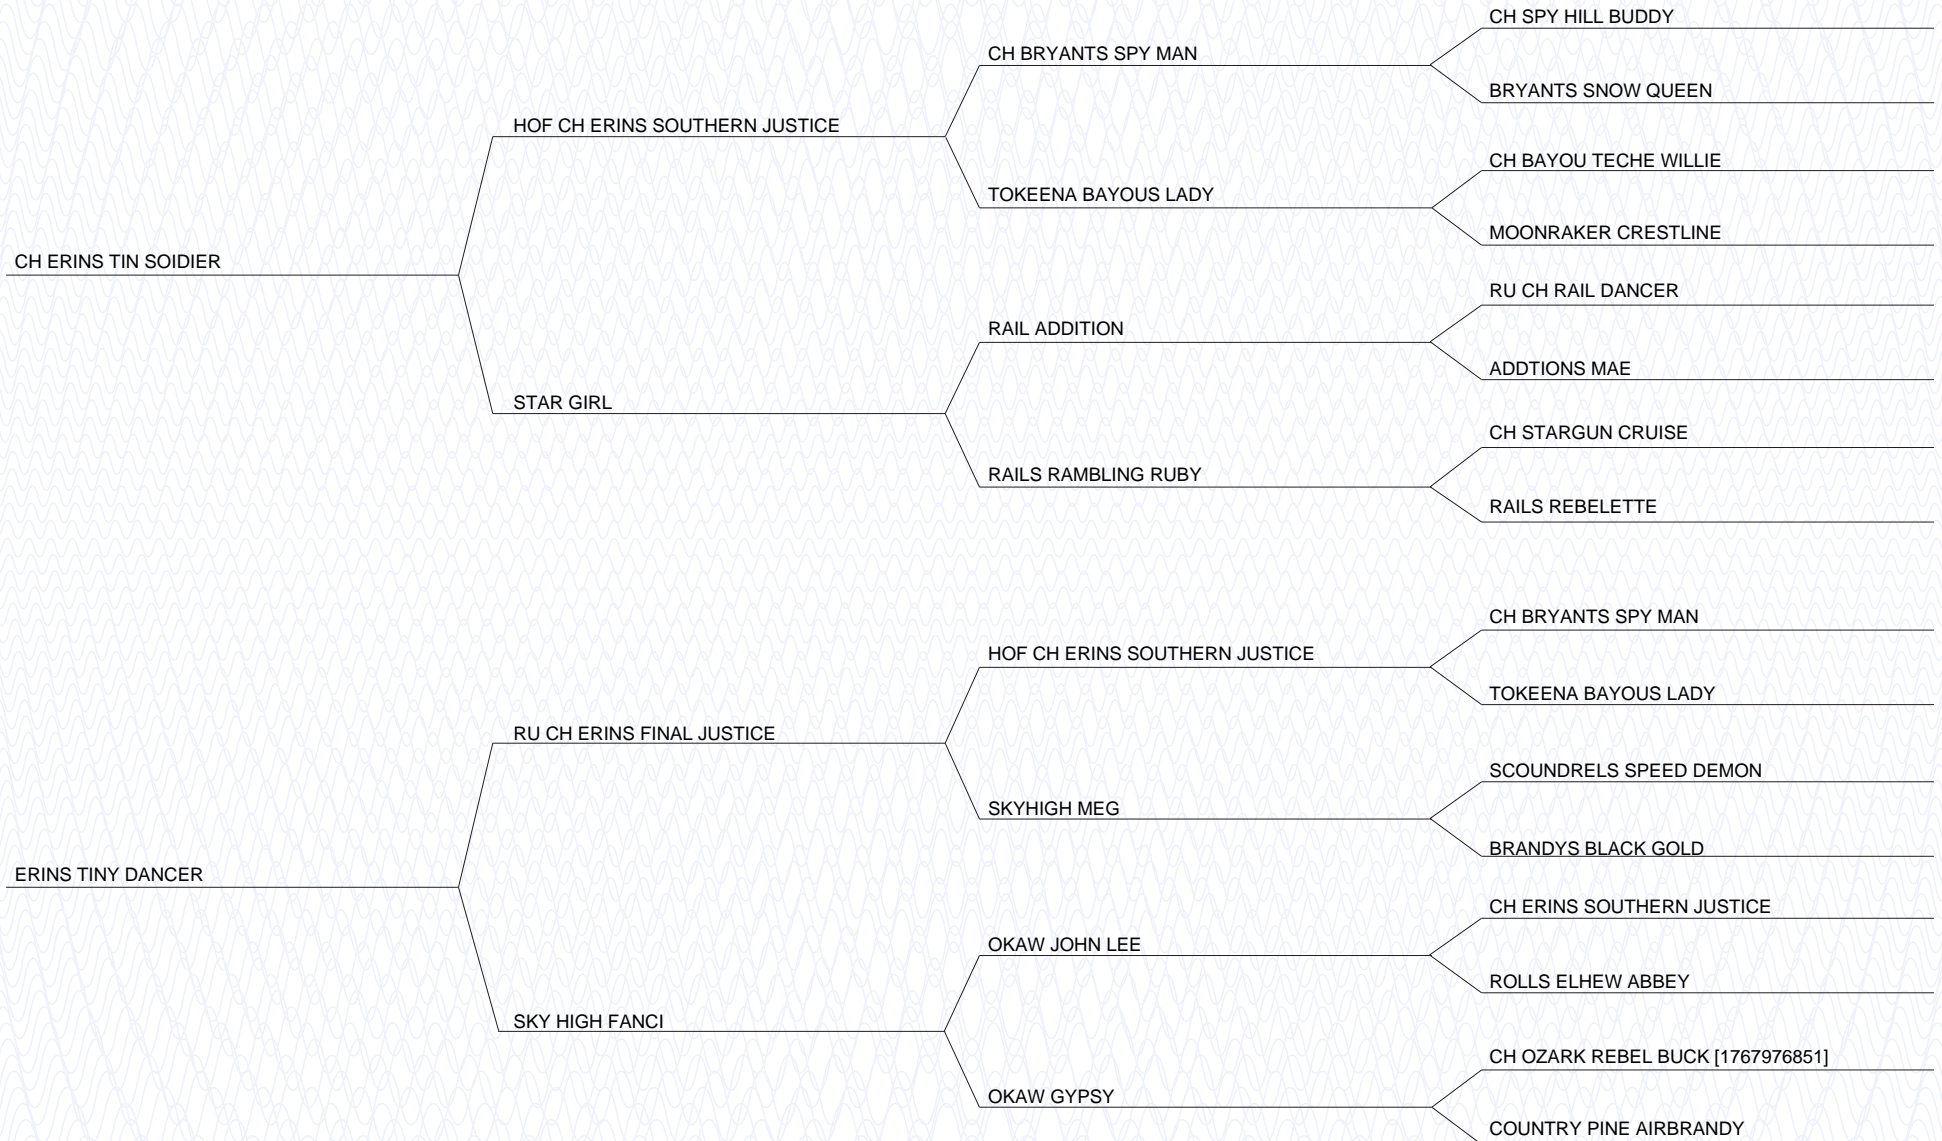 CH SPY HILL BUDDY
CH BRYANTS SPY MAN
BRYANTS SNOW QUEEN
HOF CH ERINS SOUTHERN JUSTICE
CH BAYOU TECHE WILLIE
TOKEENA BAYOUS LADY
MOONRAKER CRESTLINE
CH ERINS TIN SOIDIER
RU CH RAIL DANCER
RAIL ADDITION
ADDTIONS MAE
STAR GIRL
CH STARGUN CRUISE
RAILS RAMBLING RUBY
RAILS REBELETTE
CH BRYANTS SPY MAN
HOF CH ERINS SOUTHERN JUSTICE
TOKEENA BAYOUS LADY
RU CH ERINS FINAL JUSTICE
SCOUNDRELS SPEED DEMON
SKYHIGH MEG
BRANDYS BLACK GOLD
ERINS TINY DANCER
CH ERINS SOUTHERN JUSTICE
OKAW JOHN LEE
ROLLS ELHEW ABBEY
SKY HIGH FANCI
CH OZARK REBEL BUCK [1767976851]
OKAW GYPSY
COUNTRY PINE AIRBRANDY